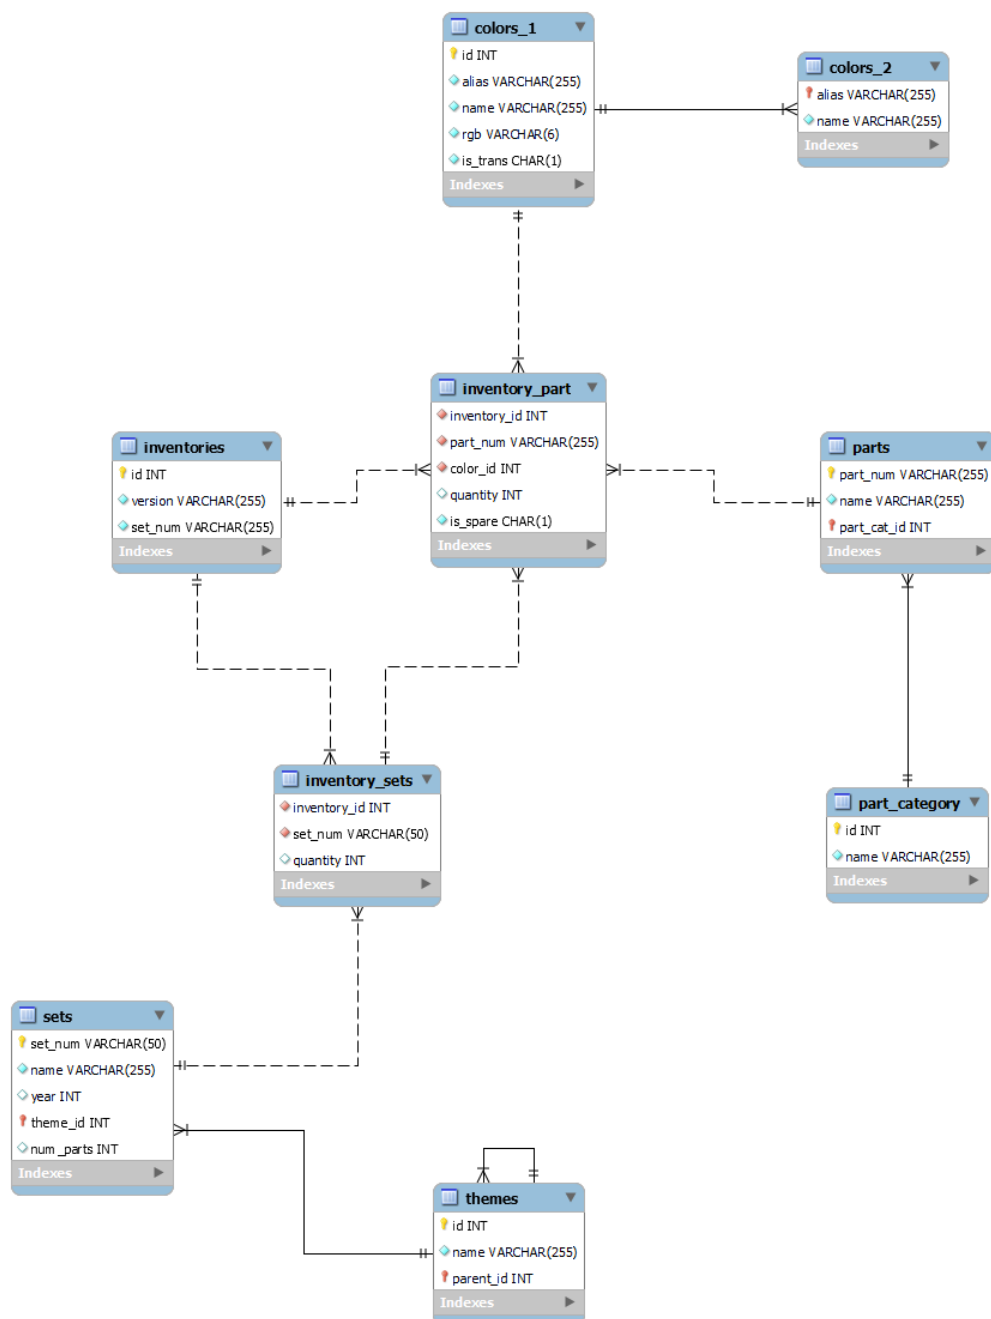 colors_1
id INT
alias VARCHAR(255)
name VARCHAR(255)
rgb VARCHAR(6)
is_trans CHAR(1)
Indexes
colors_2
alias VARCHAR(255)
name VARCHAR(255)
Indexes
inventory_part
inventory_id INT
part_num VARCHAR(255)
color_id INT
quantity INT
is_spare CHAR(1)
Indexes
inventories
id INT
version VARCHAR(255)
set_num VARCHAR(255)
Indexes
parts
part_num VARCHAR(255)
name VARCHAR(255)
part_cat_id INT
Indexes
inventory_sets
inventory_id INT
set_num VARCHAR(50)
quantity INT
Indexes
part_category
id INT
name VARCHAR(255)
Indexes
sets
set_num VARCHAR(50)
name VARCHAR(255)
year INT
theme_id INT
num_parts INT
Indexes
themes
id INT
name VARCHAR(255)
parent_id INT
Indexes